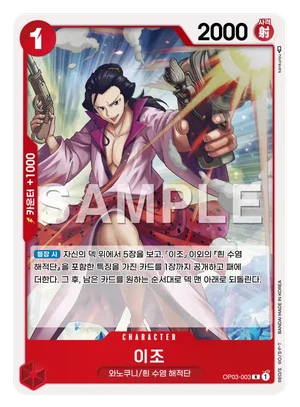 1
2000
사격
射
카운터 +1000
SAMPLE
등장 시 자신의 덱 위에서 5장을 보고, 「이조」 이외의 『흰 수염
해적단』을 포함한 특징을 가진 카드를 1장까지 공개하고 패에
더한다. 그 후, 남은 카드를 원하는 순서대로 덱 맨 아래로 되돌린다.
CHARACTER
이조
와노쿠니/흰 수염 해적단
OP03-003
BANDAI MADE IN KOREA